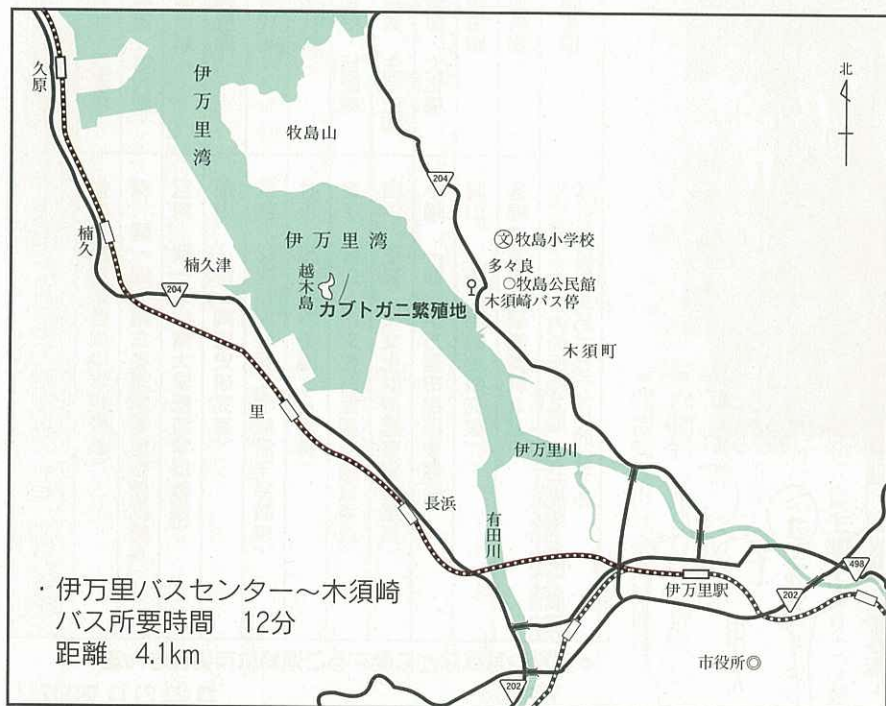 久原
伊万里湾
牧島山
北
204
伊万里湾
文牧島小学校
多々良
○牧島公民館
木須崎バス停
楠久
楠久津
204
越木島
カブトガニ繁殖地
木須町
里
伊万里川
長浜
有田川
498
伊万里駅
202
・伊万里バスセンター～木須崎
バス所要時間　12分
距離　4.1km
市役所◎
202